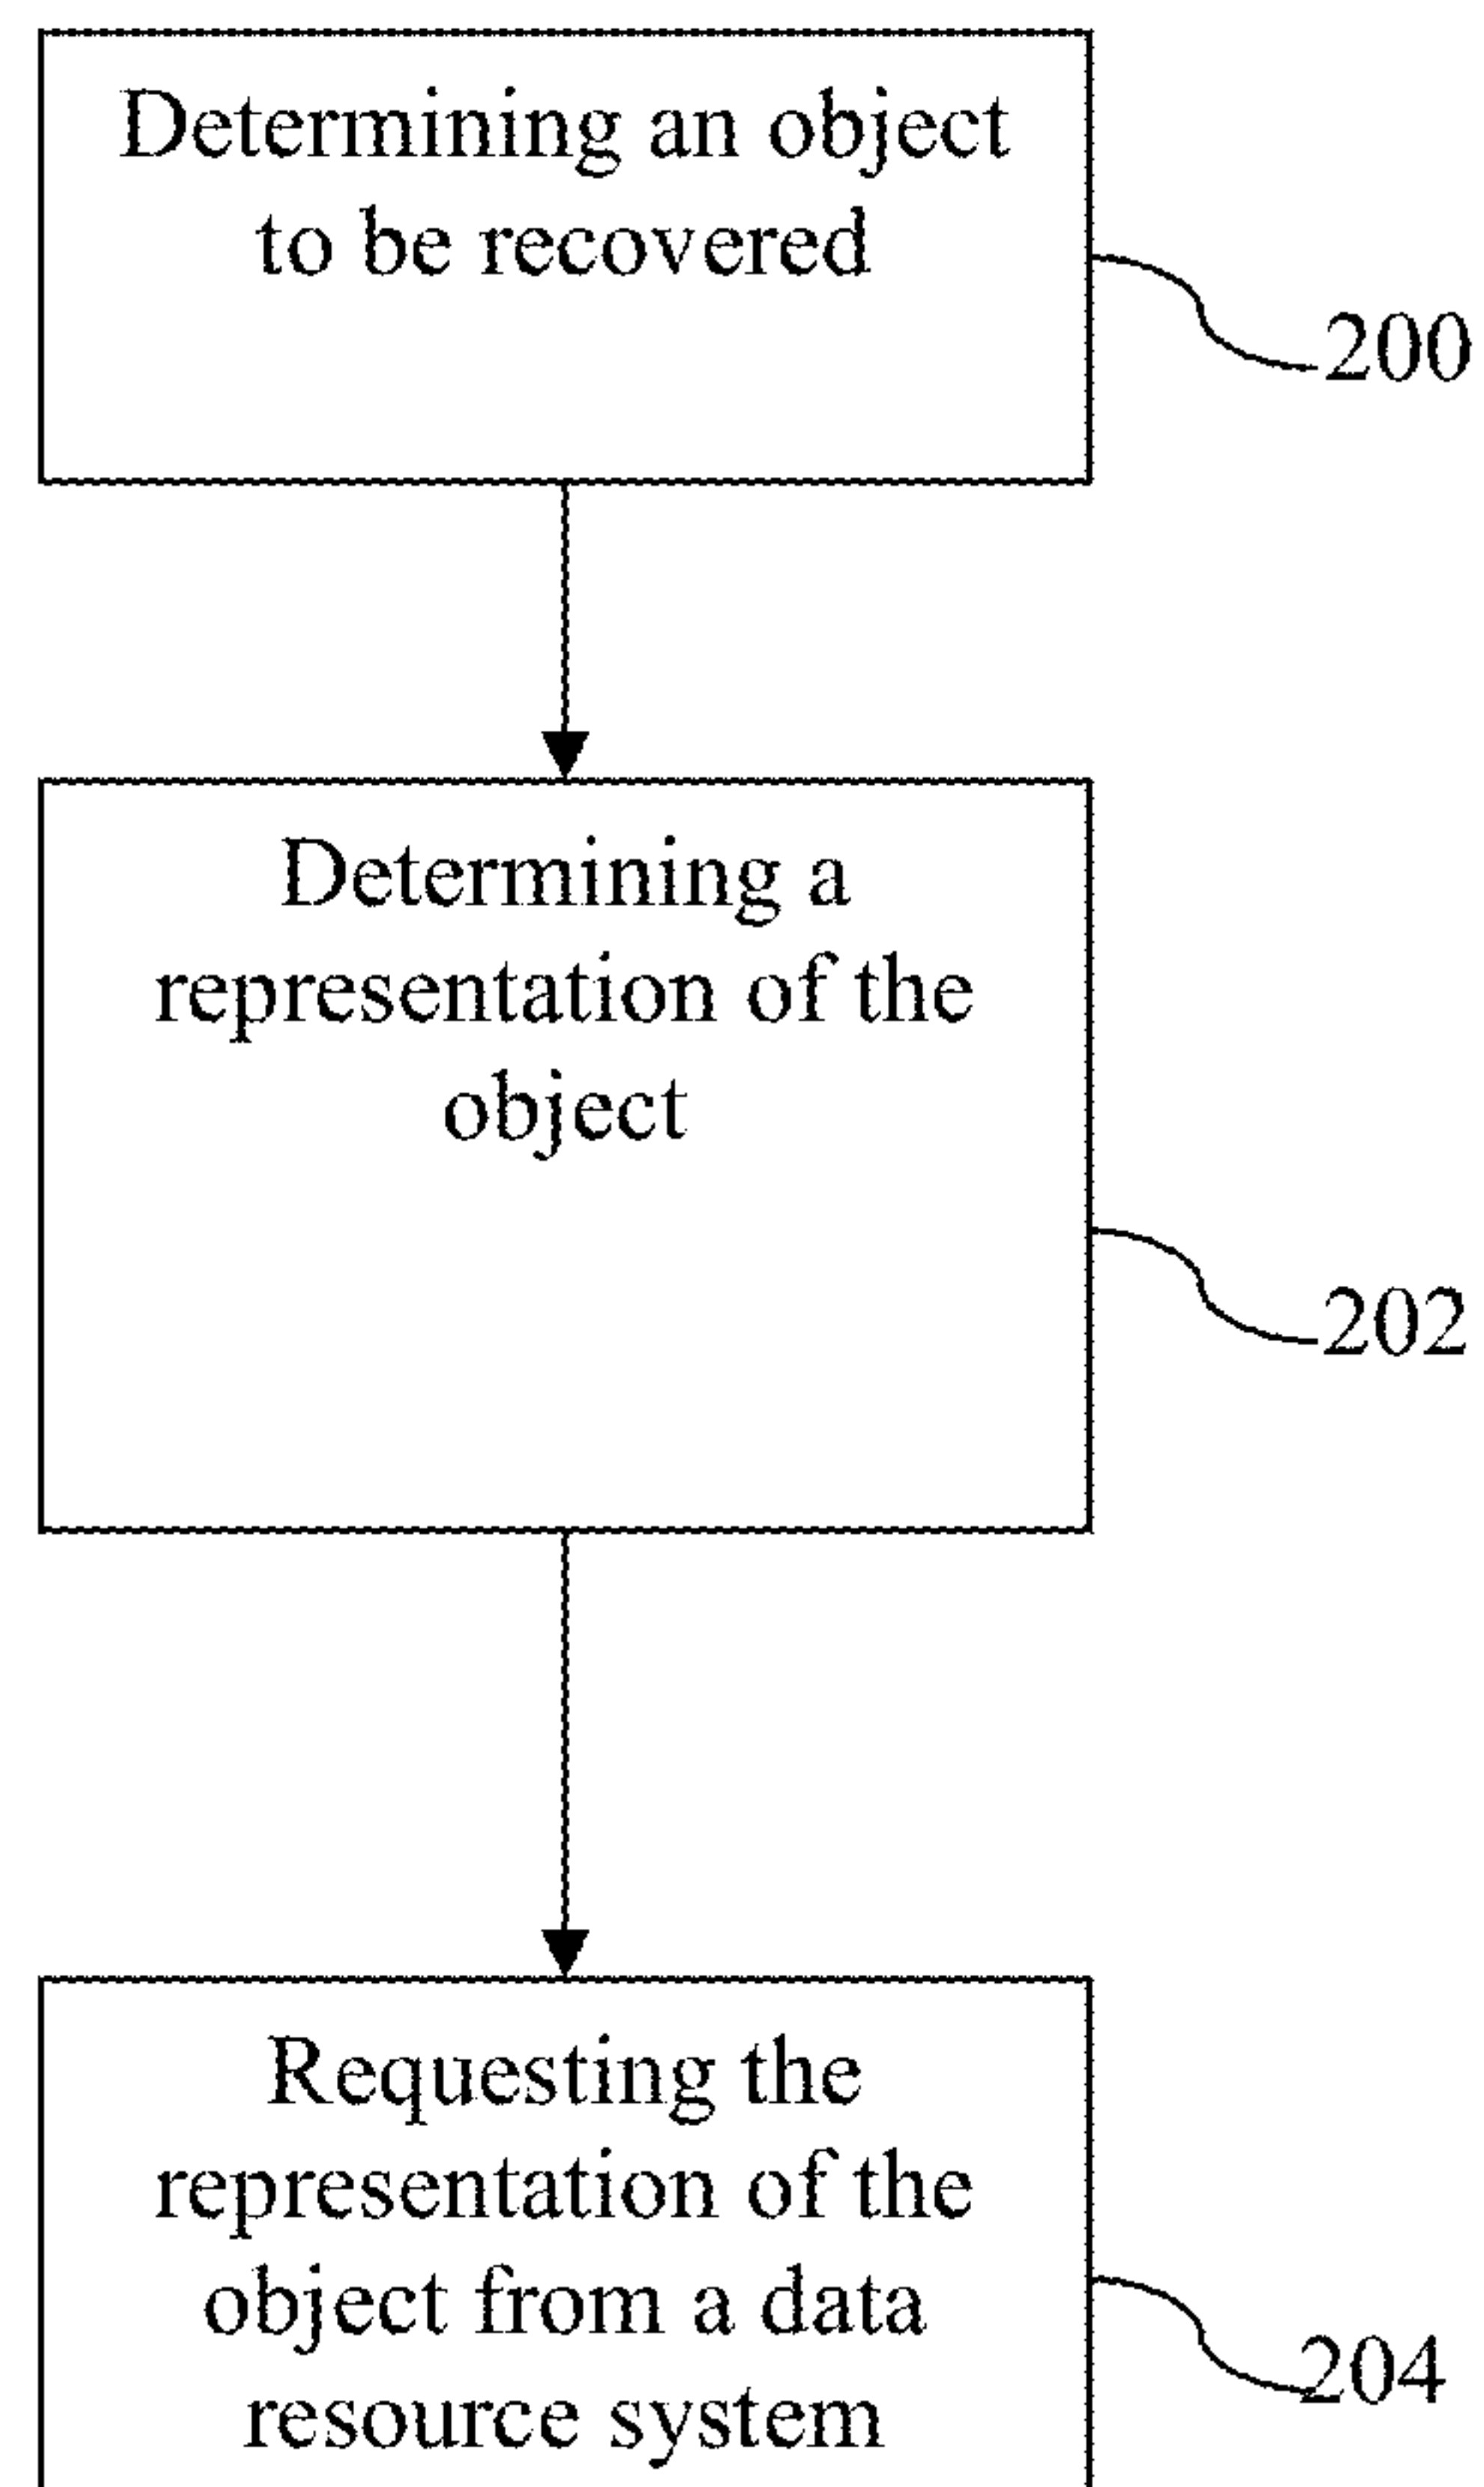 Determining an object
to be recovered
200
Determining a
representation of the
object
202
Requesting the
representation of the
object from a data
resource system
204